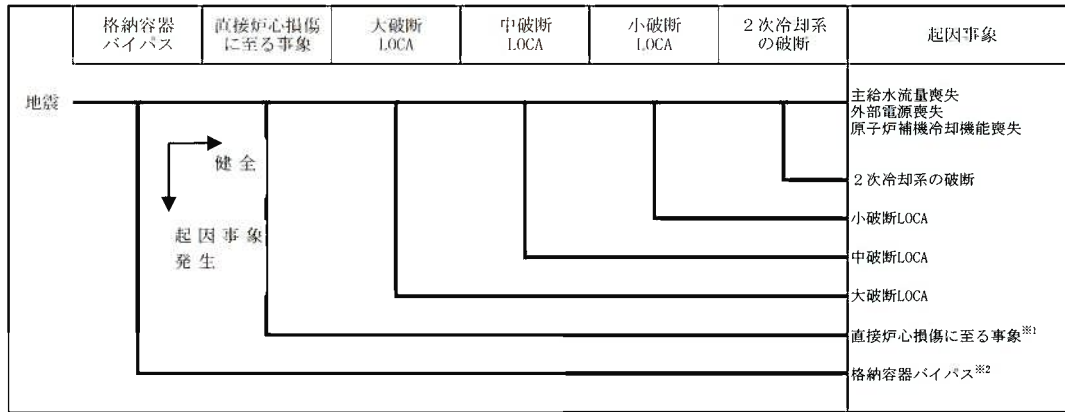 格納容器
バイパス
直接炉心損傷
に至る事象
大破断
LOCA
中破断
LOCA
小破断
LOCA
2次冷却系
の破断
起因事象
地震
健全
起因事象
発生
主給水流量喪失
外部電源喪失
原子炉補機冷却機能喪失
2次冷却系の破断
小破断LOCA
中破断LOCA
大破断LOCA
直接炉心損傷に至る事象※1
格納容器バイパス※2